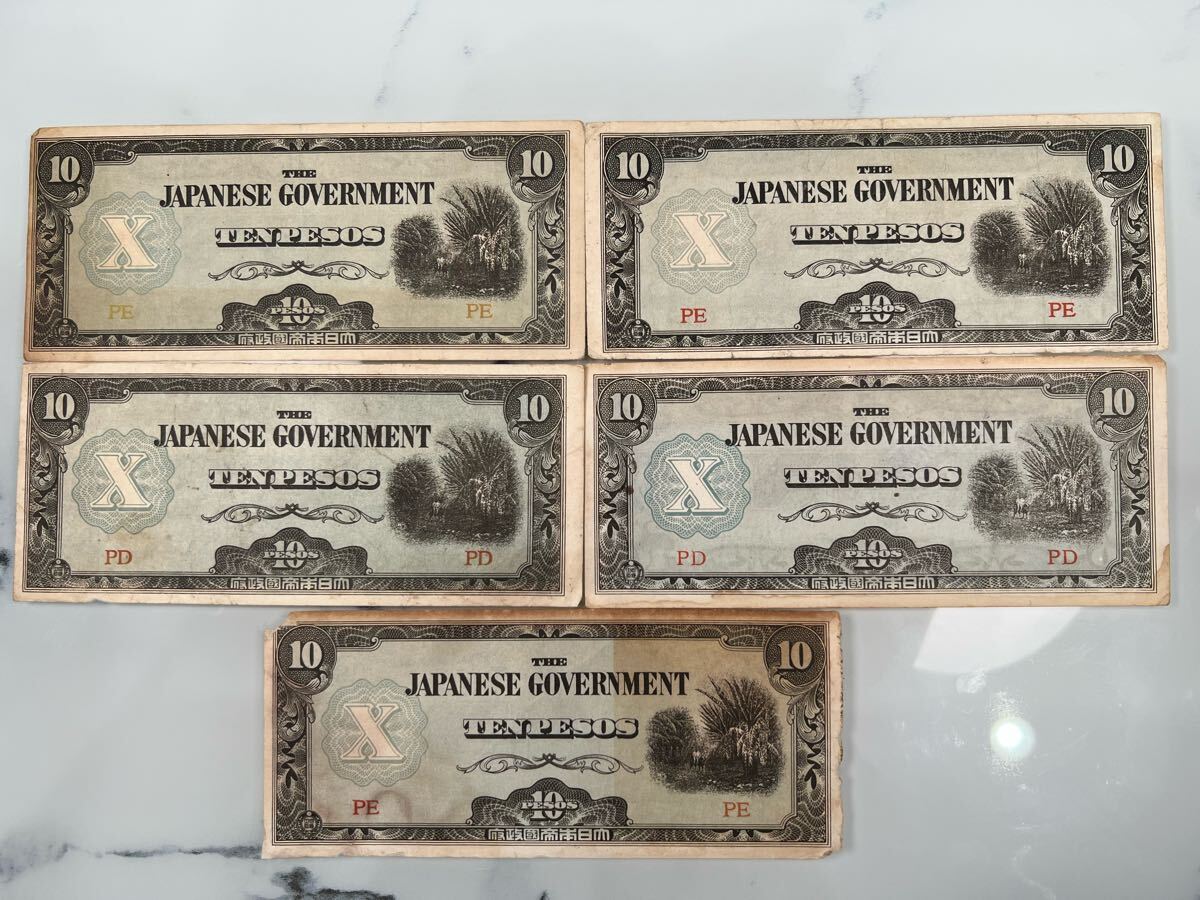 10 10
THE
JAPANESE GOVERNMENT
X
TEN PESOS
PE PE
10
PESOS
府政國帝本日大
10 10
THE
JAPANESE GOVERNMENT
X
TEN PESOS
PE PE
10
PESOS
府政國帝本日大
10 10
THE
JAPANESE GOVERNMENT
X
TEN PESOS
PD PD
10
PESOS
府政國帝本日大
10 10
THE
JAPANESE GOVERNMENT
X
TEN PESOS
PD PD
10
PESOS
府政國帝本日大
10 10
THE
JAPANESE GOVERNMENT
X
TEN PESOS
PE PE
10
PESOS
府政國帝本日大